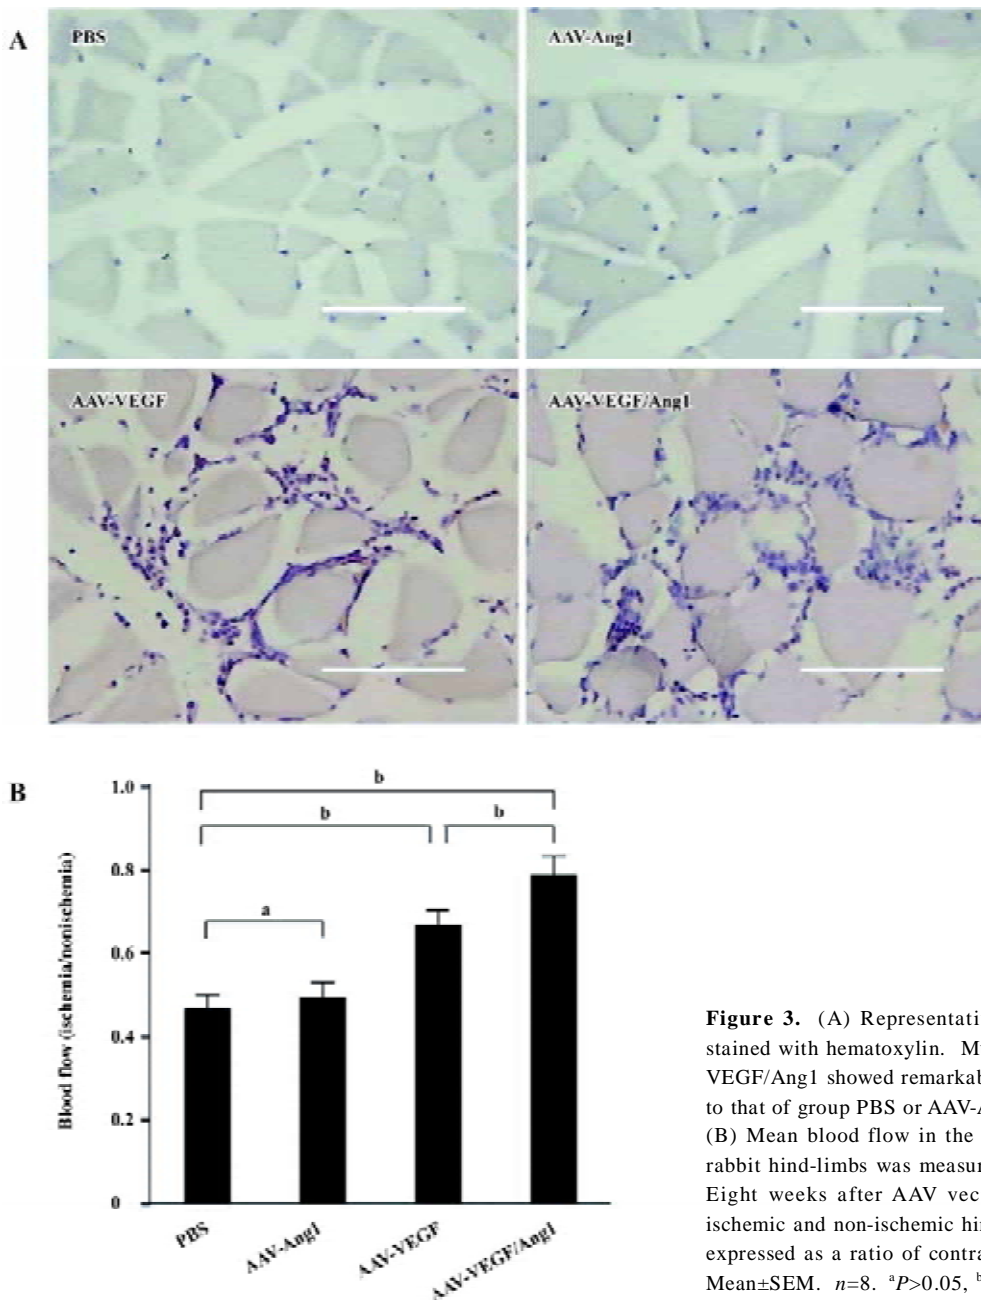 A
PBS
AAV-Ang1
AAV-VEGF
AAV-VEGF/Ang1
B
Blood flow (ischemia/nonischemia)
1.0
0.8
0.6
0.4
0.2
0
b
b
b
a
PBS
AAV-Ang1
AAV-VEGF
AAV-VEGF/Ang1
Figure 3. (A) Representati
stained with hematoxylin. M
VEGF/Ang1 showed remarkab
to that of group PBS or AAV-A
(B) Mean blood flow in the
rabbit hind-limbs was measur
Eight weeks after AAV vec
ischemic and non-ischemic hin
expressed as a ratio of contra
Mean±SEM. n=8. ᵃP>0.05, ᵇ